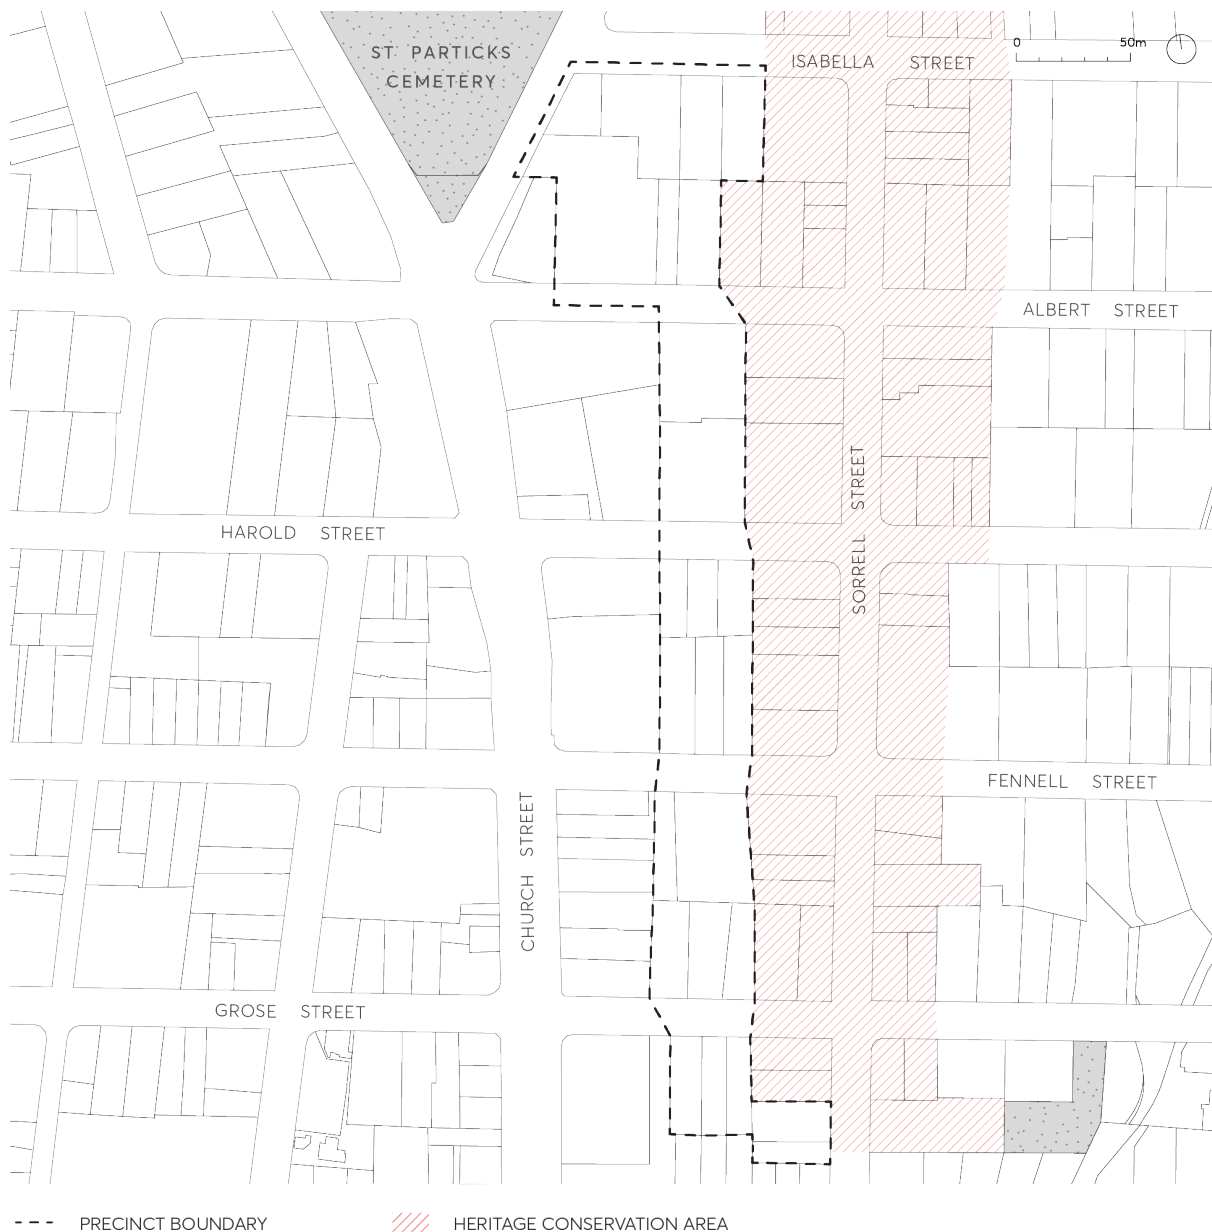 ST. PARTICKS
CEMETERY
ISABELLA STREET
0 50m
ALBERT STREET
SORRELL STREET
HAROLD STREET
FENNELL STREET
CHURCH STREET
GROSE STREET
PRECINCT BOUNDARY
HERITAGE CONSERVATION AREA